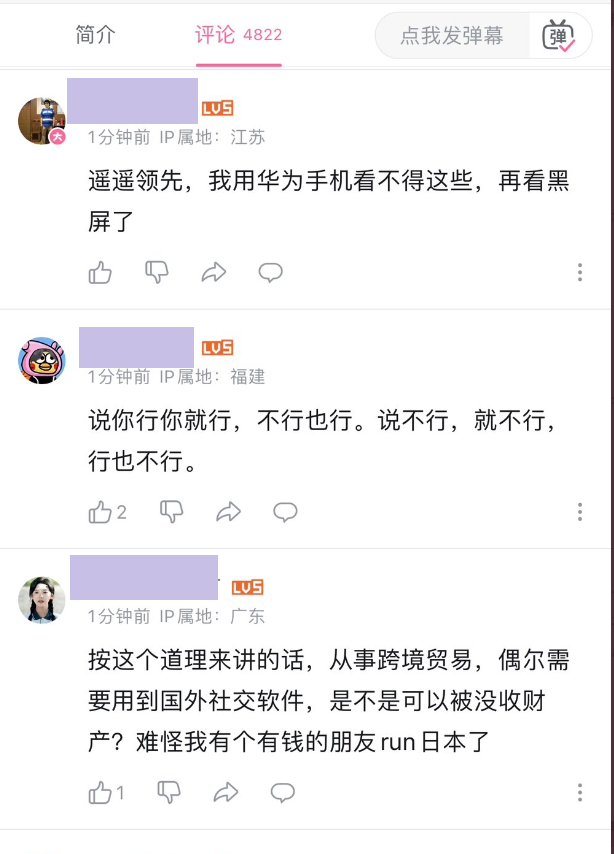 简介
评论 4822
点我发弹幕
弹
LV5
大
1分钟前 IP属地：江苏
遥遥领先，我用华为手机看不得这些，再看黑
屏了
LV5
1分钟前 IP属地：福建
说你行你就行，不行也行。说不行，就不行，
行也不行。
2
LV5
1分钟前 IP属地：广东
按这个道理来讲的话，从事跨境贸易，偶尔需
要用到国外社交软件，是不是可以被没收财
产？难怪我有个有钱的朋友run日本了
1